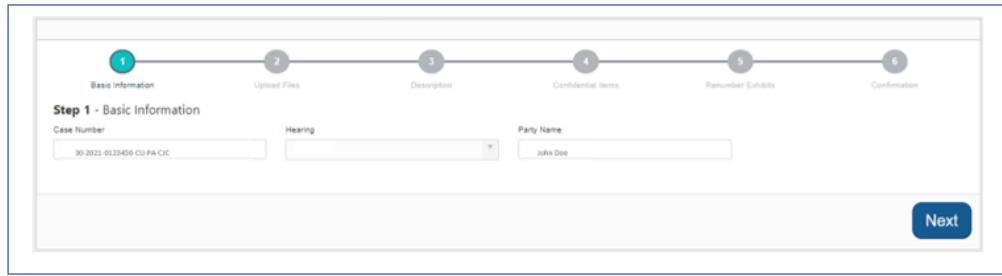 1 2 3 4 5 6
Basic Information Upload Files Description Confidential Items Renumber Exhibits Confirmation
Step 1 - Basic Information
Case Number Hearing Party Name
30-2021-0123456-CU-PA-CJC John Doe
Next